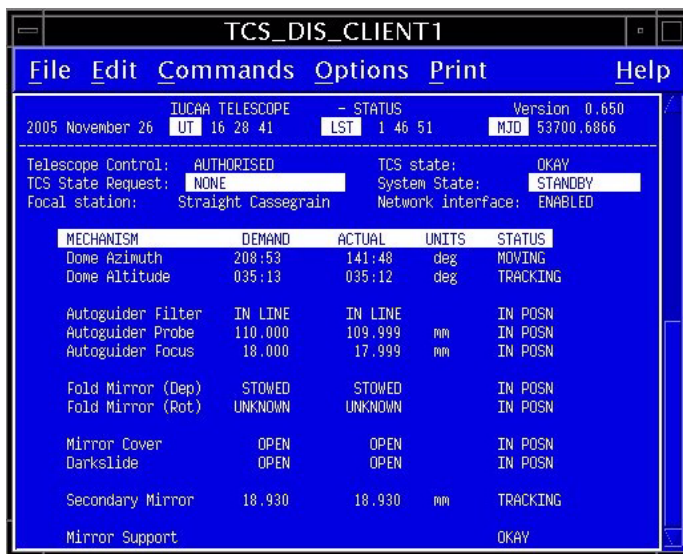 TCS_DIS_CLIENT1
File Edit Commands Options Print Help
IUCAA TELESCOPE - STATUS Version 0.650
2005 November 26 UT 16 28 41 LST 1 46 51 MJD 53700.6866
Telescope Control: AUTHORISED TCS state: OKAY
TCS State Request: NONE System State: STANDBY
Focal station: Straight Cassegrain Network interface: ENABLED
MECHANISM DEMAND ACTUAL UNITS STATUS
Dome Azimuth 208:53 141:48 deg MOVING
Dome Altitude 035:13 035:12 deg TRACKING
Autoguider Filter IN LINE IN LINE IN POSN
Autoguider Probe 110.000 109.999 mm IN POSN
Autoguider Focus 18.000 17.999 mm IN POSN
Fold Mirror (Dep) STOWED STOWED IN POSN
Fold Mirror (Rot) UNKNOWN UNKNOWN IN POSN
Mirror Cover OPEN OPEN IN POSN
Darkslide OPEN OPEN IN POSN
Secondary Mirror 18.930 18.930 mm TRACKING
Mirror Support OKAY